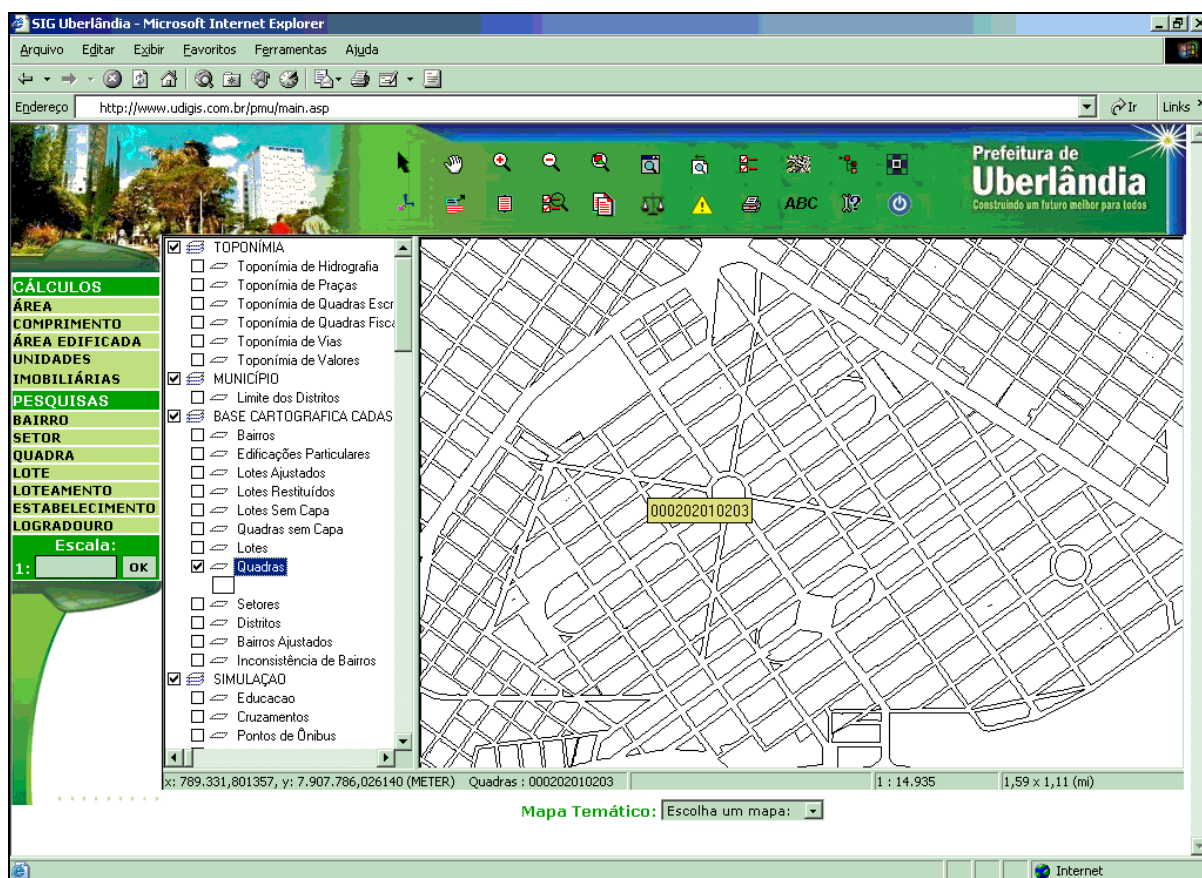 SIG Uberlândia - Microsoft Internet Explorer
Arquivo Editar Exibir Favoritos Ferramentas Ajuda
Endereço http://www.udigis.com.br/pmu/main.asp Ir Links
Prefeitura de
Uberlândia
Construindo um futuro melhor para todos
ABC
CÁLCULOS
ÁREA
COMPRIMENTO
ÁREA EDIFICADA
UNIDADES
IMOBILIÁRIAS
PESQUISAS
BAIRRO
SETOR
QUADRA
LOTE
LOTEAMENTO
ESTABELECIMENTO
LOGRADOURO
Escala:
1: OK
TOPONÍMIA
Toponímia de Hidrografia
Toponímia de Praças
Toponímia de Quadras Escr
Toponímia de Quadras Fisca
Toponímia de Vias
Toponímia de Valores
MUNICÍPIO
Limite dos Distritos
BASE CARTOGRAFICA CADAS
Bairros
Edificações Particulares
Lotes Ajustados
Lotes Restituídos
Lotes Sem Capa
Quadras sem Capa
Lotes
Quadras
Setores
Distritos
Bairros Ajustados
Inconsistência de Bairros
SIMULAÇAO
Educacao
Cruzamentos
Pontos de Ônibus
000202010203
x: 789.331,801357, y: 7.907.786,026140 (METER) Quadras : 000202010203 1 : 14.935 1,59 x 1,11 (mi)
Mapa Temático: Escolha um mapa:
Internet